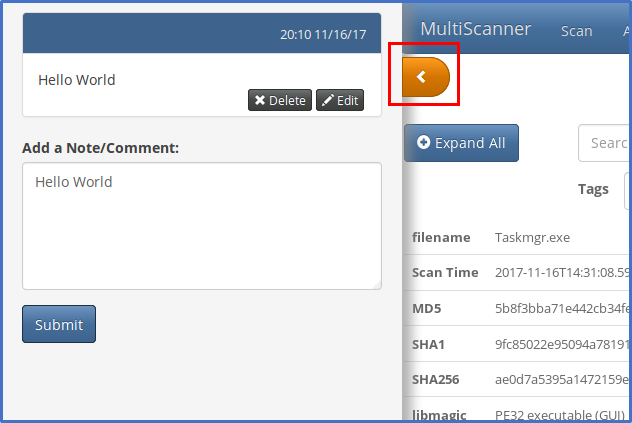 20:10 11/16/17
Hello World
Delete
Edit
Add a Note/Comment:
Hello World
Submit
MultiScanner Scan A
Expand All
Sear
Tags
filename Taskmgr.exe
Scan Time 2017-11-16T14:31:08.59
MD5 5b8f3bba71e442cb34fe
SHA1 9fc85022e95094a78191
SHA256 ae0d7a5395a1472159e
libmagic PE32 executable (GUI)